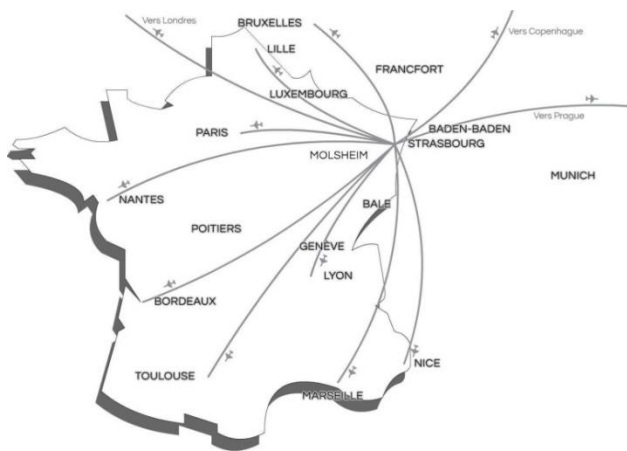 Vers Londres
BRUXELLES
Vers Copenhague
LILLE
FRANCFORT
LUXEMBOURG
Vers Prague
PARIS
BADEN-BADEN
STRASBOURG
MOLSHEIM
MUNICH
NANTES
BALE
POITIERS
GENÈVE
LYON
BORDEAUX
NICE
TOULOUSE
MARSEILLE